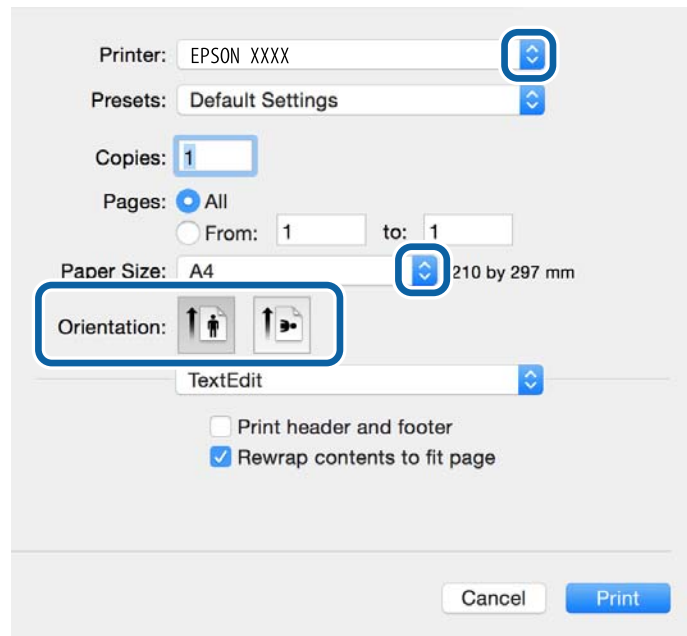 Printer: EPSON XXXX
Presets: Default Settings
Copies: 1
Pages: All
From: 1 to: 1
Paper Size: A4 210 by 297 mm
Orientation:
TextEdit
Print header and footer
Rewrap contents to fit page
Cancel Print